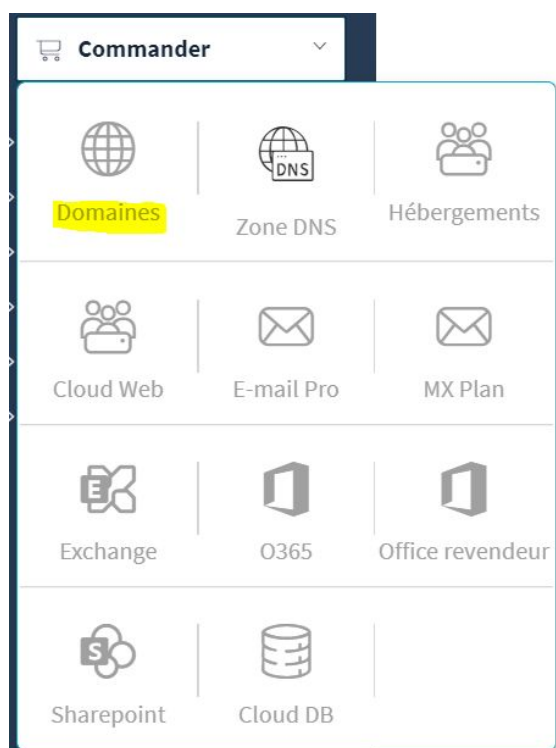 Commander
DNS
Domaines
Zone DNS
Hébergements
Cloud Web
E-mail Pro
MX Plan
E
Exchange
O365
Office revendeur
S
Sharepoint
Cloud DB